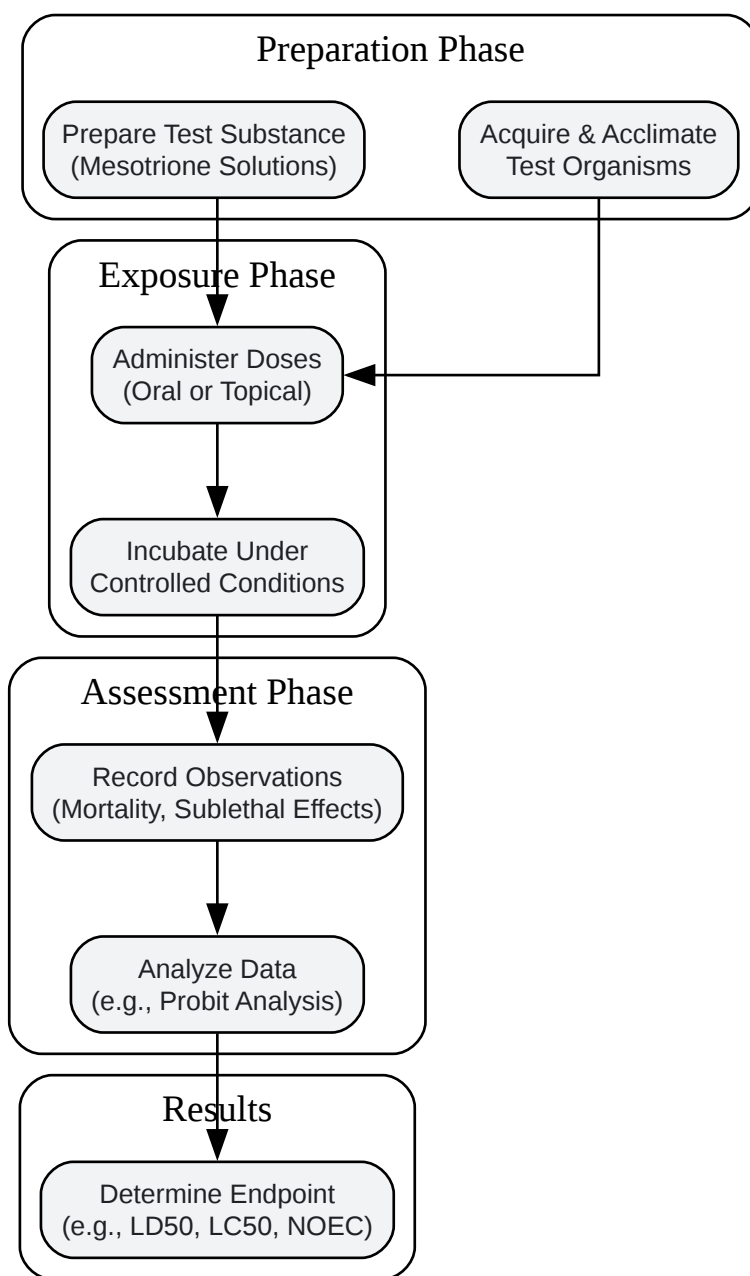 Preparation Phase
Prepare Test Substance
(Mesotrione Solutions)
Acquire & Acclimate
Test Organisms
Exposure Phase
Administer Doses
(Oral or Topical)
Incubate Under
Controlled Conditions
Assessment Phase
Record Observations
(Mortality, Sublethal Effects)
Analyze Data
(e.g., Probit Analysis)
Results
Determine Endpoint
(e.g., LD50, LC50, NOEC)